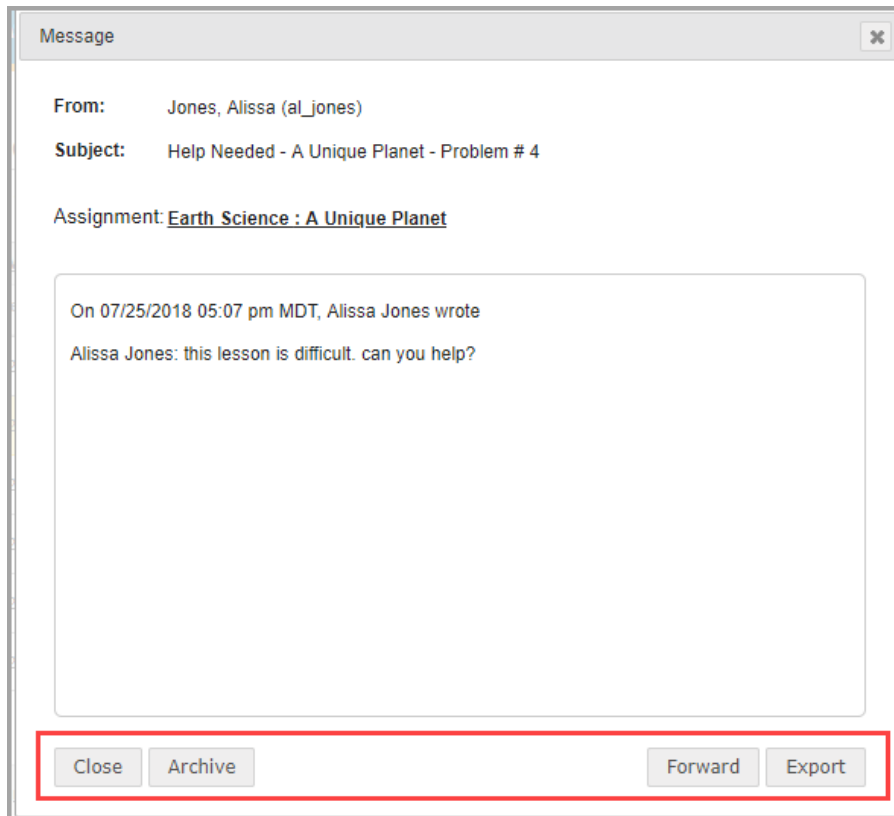 Message
From: Jones, Alissa (al_jones)
Subject: Help Needed - A Unique Planet - Problem # 4
Assignment: Earth Science : A Unique Planet
On 07/25/2018 05:07 pm MDT, Alissa Jones wrote
Alissa Jones: this lesson is difficult. can you help?
Close Archive Forward Export